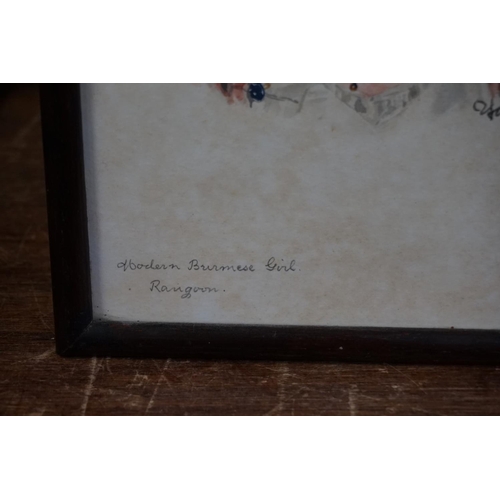 Modern Burmese Girl.
. Rangoon.